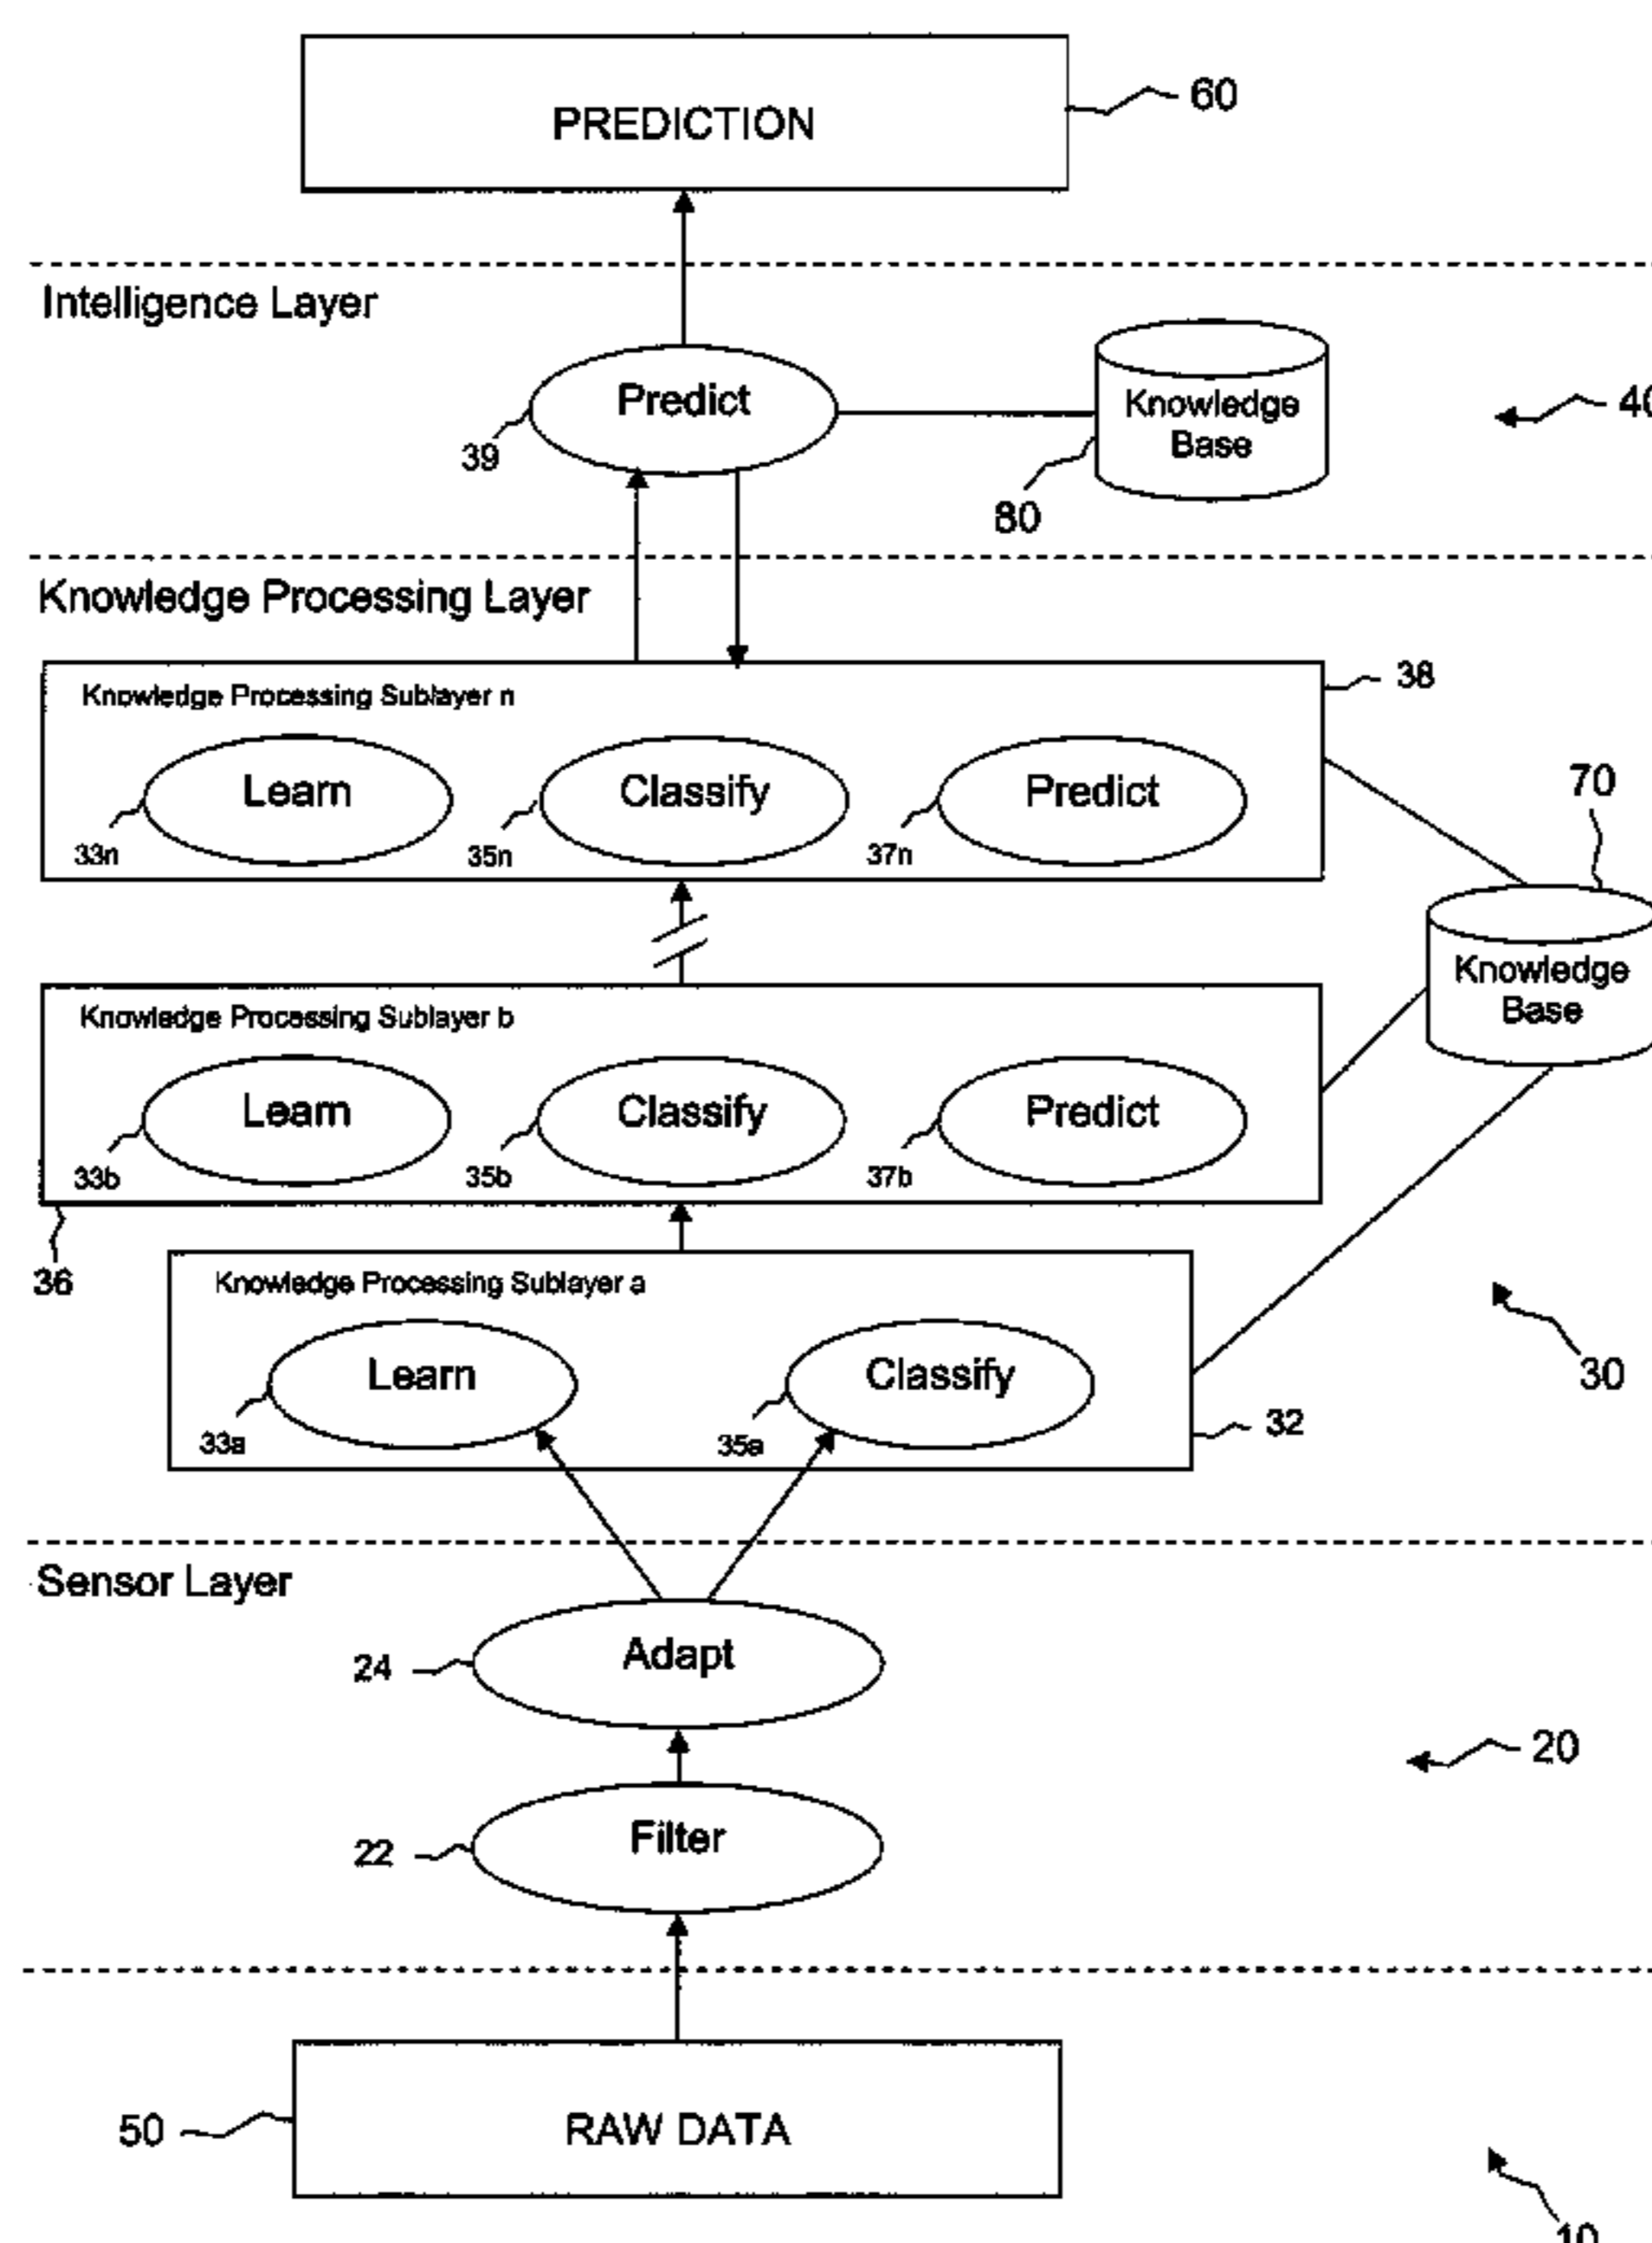 PREDICTION
60
Intelligence Layer
Predict
39
Knowledge
Base
80
40
Knowledge Processing Layer
Knowledge Processing Sublayer n
38
Learn
Classify
Predict
33n
35n
37n
70
Knowledge
Base
Knowledge Processing Sublayer b
Learn
Classify
Predict
33b
35b
37b
36
Knowledge Processing Sublayer a
Learn
Classify
33a
35a
32
30
Sensor Layer
Adapt
24
Filter
22
20
RAW DATA
50
10